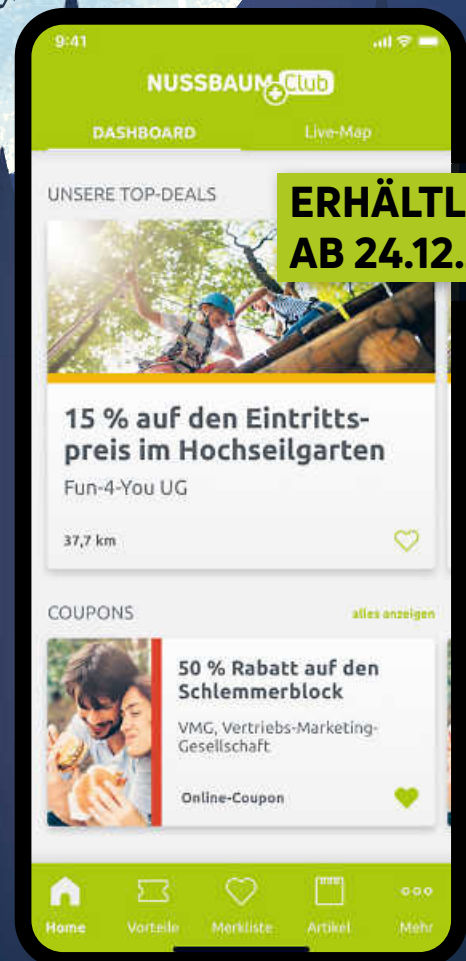 9:41
NUSSBAUM Club
DASHBOARD Live-Map
UNSERE TOP-DEALS
ERHÄLTL
AB 24.12.
15 % auf den Eintritts-
preis im Hochseilgarten
Fun-4-You UG
37,7 km
COUPONS alles anzeigen
50 % Rabatt auf den
Schlemmerblock
VMG, Vertriebs-Marketing-
Gesellschaft
Online-Coupon
Home Vorteile Merkliste Artikel Mehr